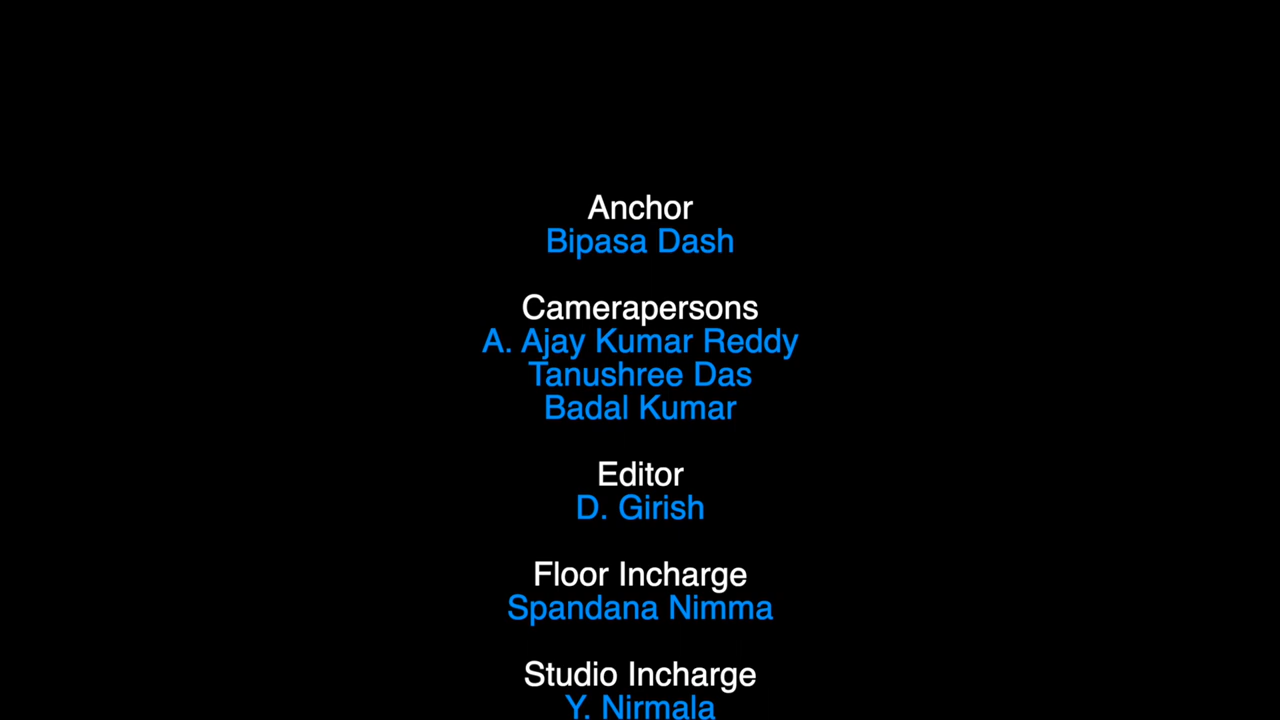 Anchor
Bipasa Dash
Camerapersons
A. Ajay Kumar Reddy
Tanushree Das
Badal Kumar
Editor
D. Girish
Floor Incharge
Spandana Nimma
Studio Incharge
Y. Nirmala